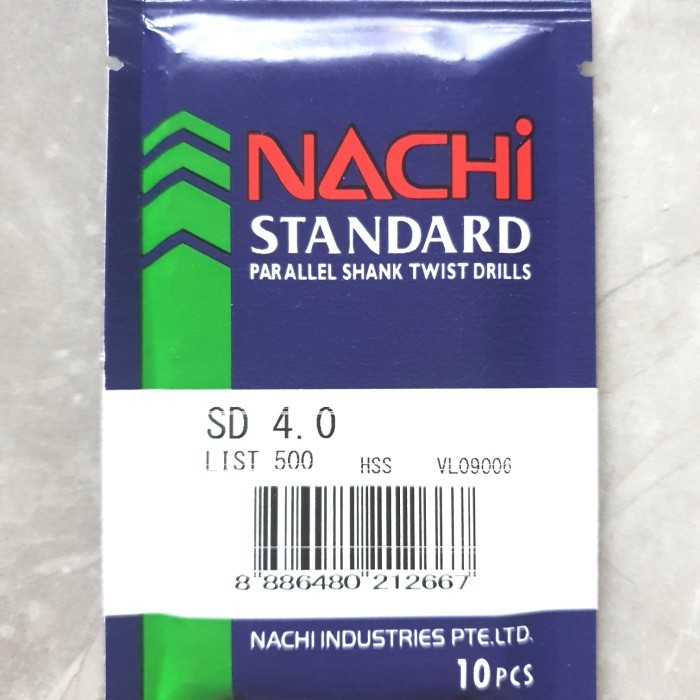 NACHi
STANDARD
PARALLEL SHANK TWIST DRILLS
SD 4.0
LIST 500 HSS VL09006
8"886480"212667"
NACHI INDUSTRIES PTE.LTD.
10PCS